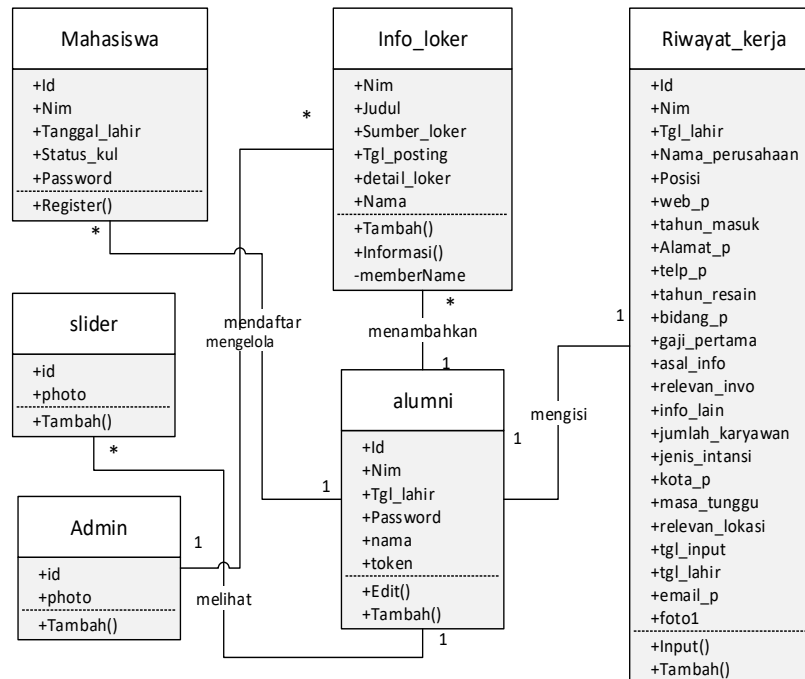 Mahasiswa
+Id
+Nim
+Tanggal_lahir
+Status_kul
+Password
+Register()
*
Info_loker
+Nim
+Judul
+Sumber_loker
+Tgl_posting
+detail_loker
+Nama
+Tambah()
+Informasi()
-memberName
*
*
Riwayat_kerja
+Id
+Nim
+Tgl_lahir
+Nama_perusahaan
+Posisi
+web_p
+tahun_masuk
+Alamat_p
+telp_p
+tahun_resain
+bidang_p
+gaji_pertama
+asal_info
+relevan_invo
+info_lain
+jumlah_karyawan
+jenis_intansi
+kota_p
+masa_tunggu
+relevan_lokasi
+tgl_input
+tgl_lahir
+email_p
+foto1
+Input()
+Tambah()
1
slider
+id
+photo
+Tambah()
*
mendaftar
mengelola
menambahkan
1
alumni
+Id
+Nim
+Tgl_lahir
+Password
+nama
+token
+Edit()
+Tambah()
1
1
1
mengisi
Admin
+id
+photo
+Tambah()
1
melihat